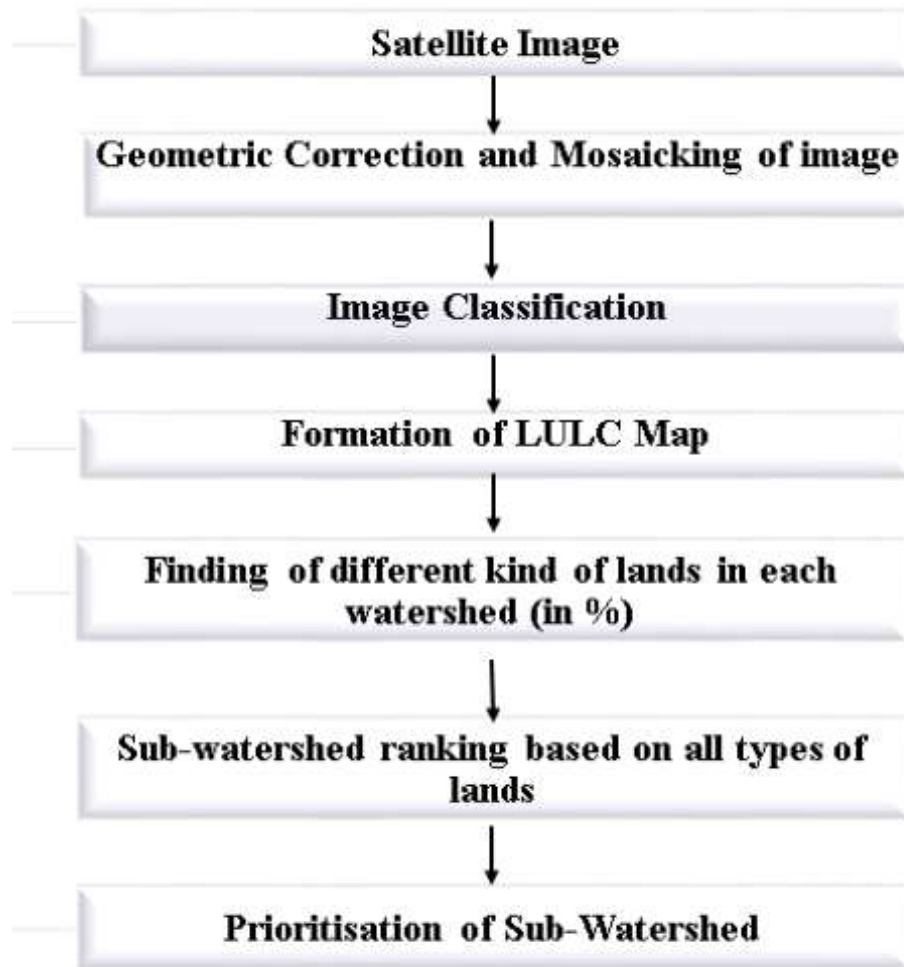 Satellite Image
Geometric Correction and Mosaicking of image
Image Classification
Formation of LULC Map
Finding of different kind of lands in each
watershed (in %)
Sub-watershed ranking based on all types of
lands
Prioritisation of Sub-Watershed